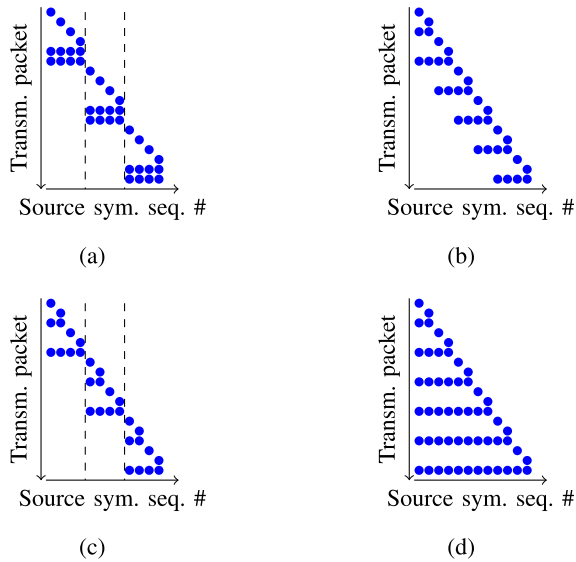 Transm. packet
Source sym. seq. #
(a)
Transm. packet
Source sym. seq. #
(b)
Transm. packet
Source sym. seq. #
(c)
Transm. packet
Source sym. seq. #
(d)